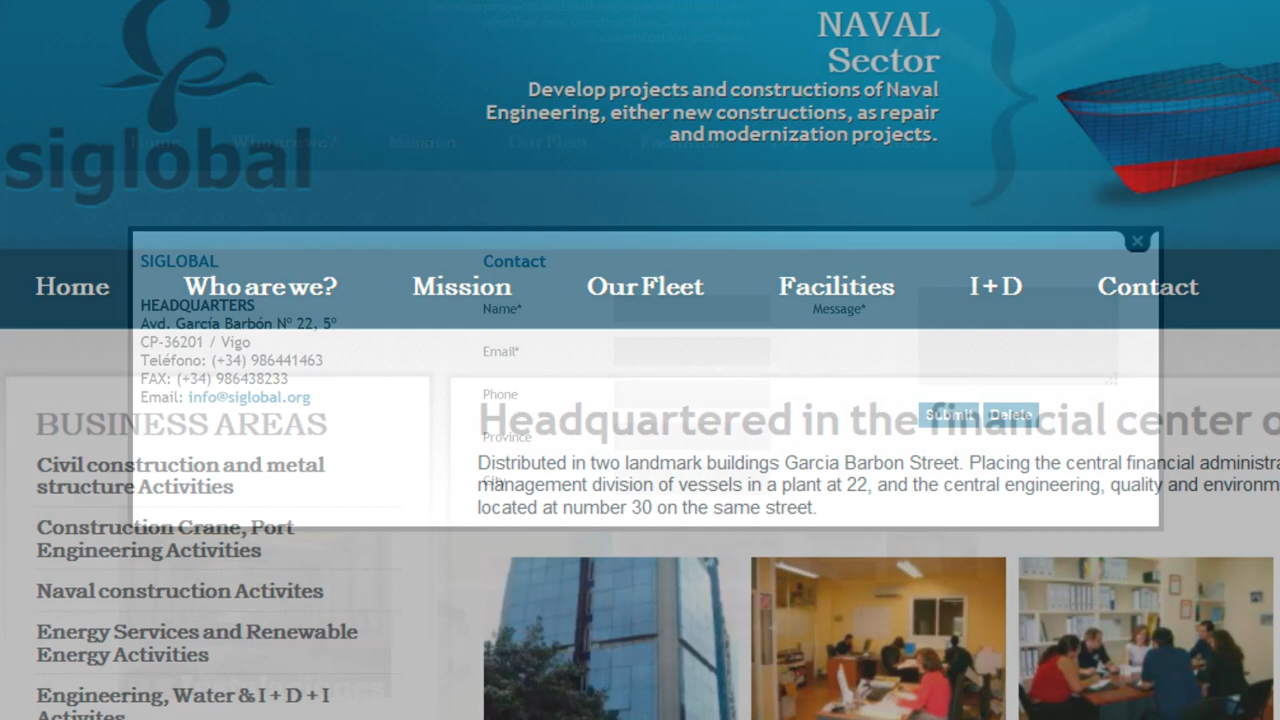 NAVAL
Sector
Develop projects and constructions of Naval
Engineering, either new constructions, as repair
and modernization projects.
siglobal
Home Who are we? Mission Our Fleet Facilities I + D Contact
SIGLOBAL
HEADQUARTERS
Avd. García Barbón Nº 22, 5º
CP-36201 / Vigo
Teléfono: (+34) 986441463
FAX: (+34) 986438233
Email: info@siglobal.org
Contact
Name*
Email*
Phone
Province
City
Message*
Submit Delete
BUSINESS AREAS
Civil construction and metal
structure Activities
Construction Crane, Port
Engineering Activities
Naval construction Activites
Energy Services and Renewable
Energy Activities
Engineering, Water & I + D + I
Activites
Headquartered in the financial center
Distributed in two landmark buildings Garcia Barbon Street. Placing the central financial
management division of vessels in a plant at 22, and the central engineering, quality and
located at number 30 on the same street.